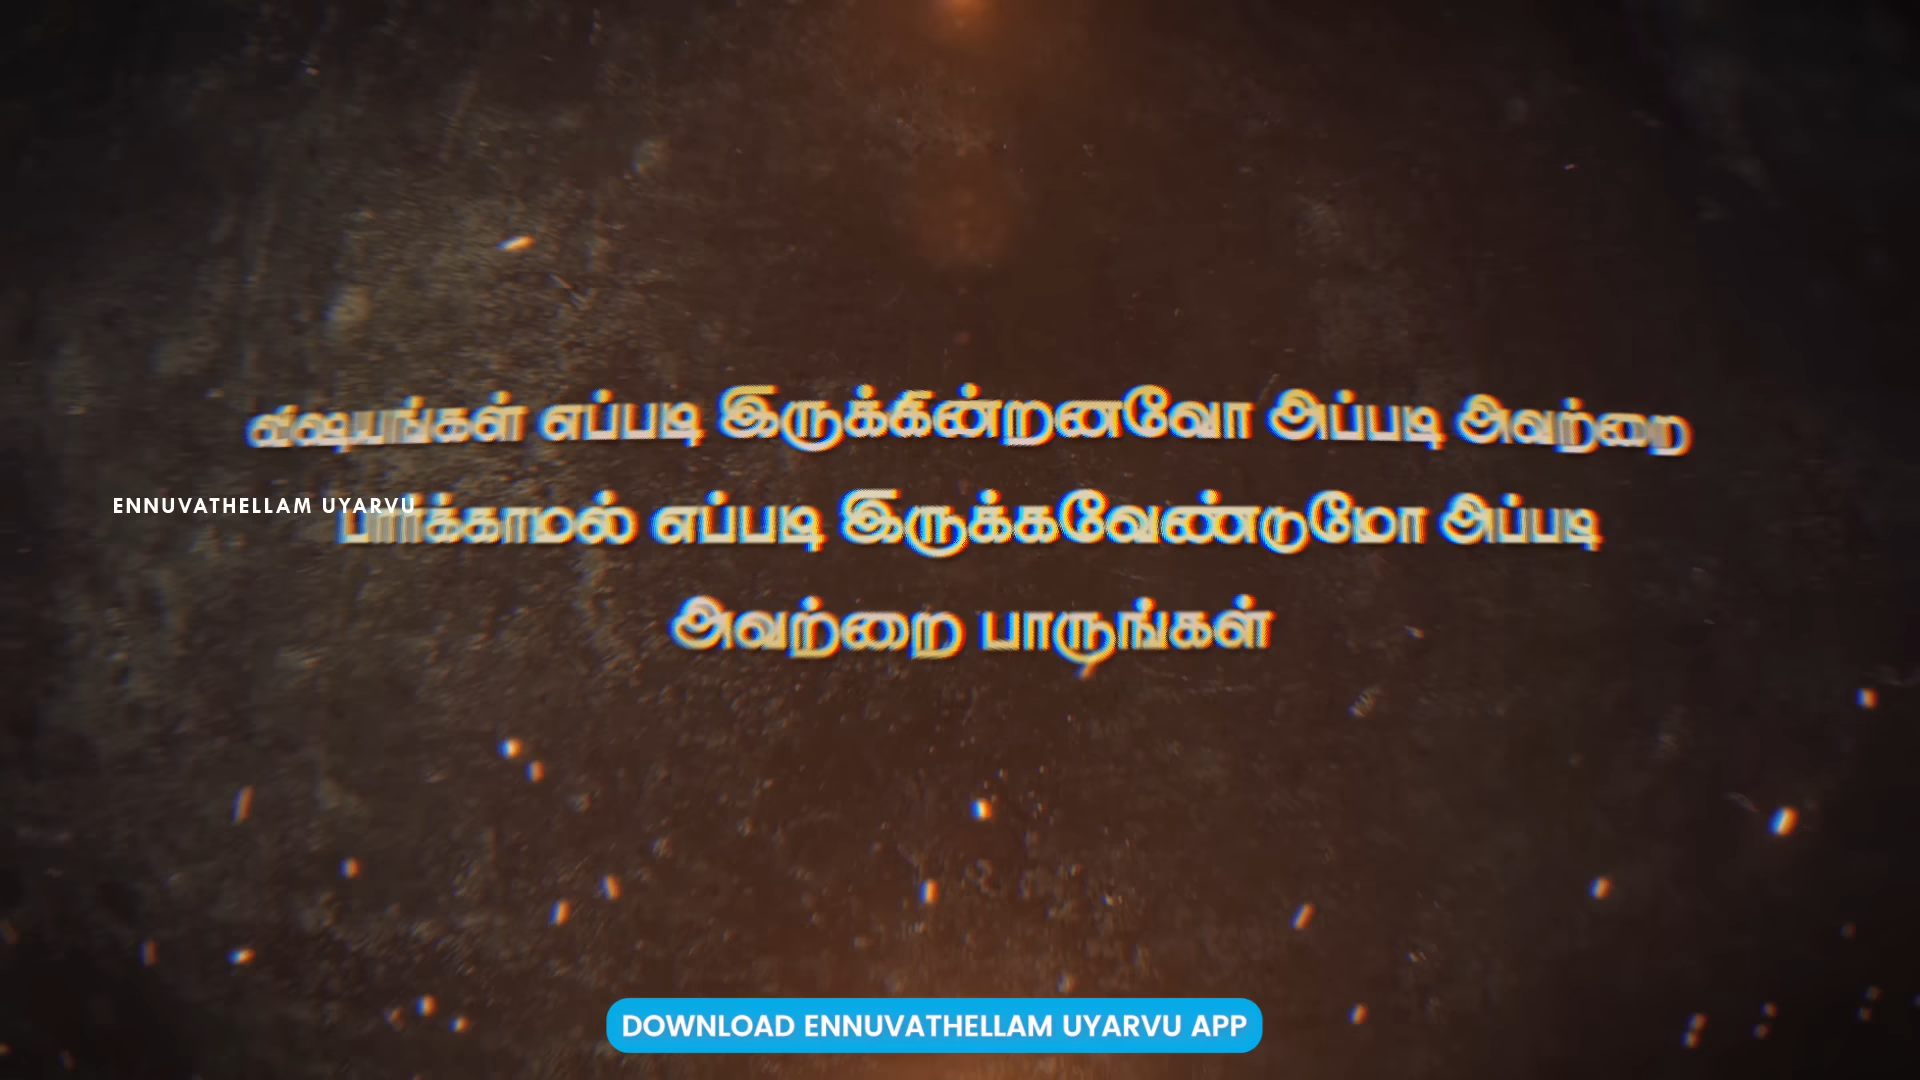 விஷயங்கள் எப்படி இருக்கின்றனவோ அப்படி அவற்றை
ENNUVATHELLAM UYARVU
பார்க்காமல் எப்படி இருக்கவேண்டுமோ அப்படி
அவற்றை பாருங்கள்
DOWNLOAD ENNUVATHELLAM UYARVU APP